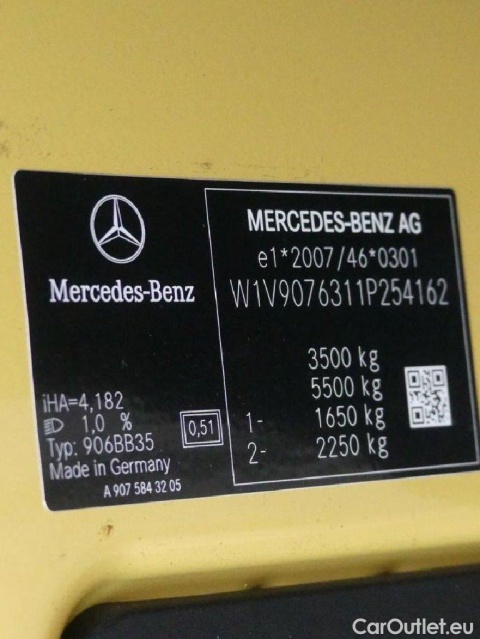 Mercedes-Benz
iHA=4,182
1,0 %
Typ: 906BB35
Made in Germany
A 907 584 32 05
0,51
MERCEDES-BENZ AG
e1*2007/46*0301
W1V9076311P254162
3500 kg
5500 kg
1- 1650 kg
2- 2250 kg
CarOutlet.eu